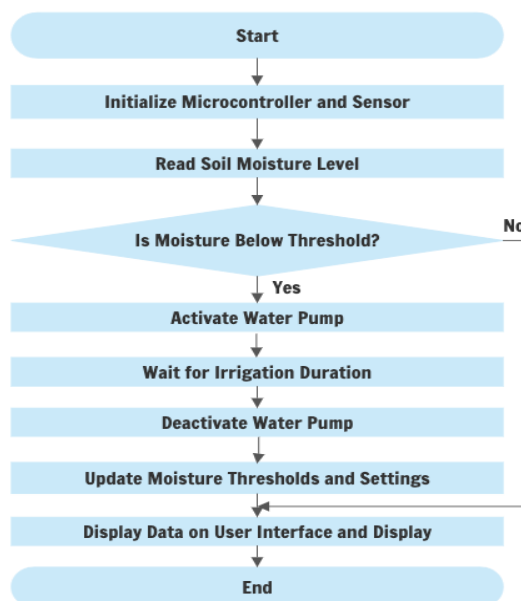 Start
Initialize Microcontroller and Sensor
Read Soil Moisture Level
Is Moisture Below Threshold?
No
Yes
Activate Water Pump
Wait for Irrigation Duration
Deactivate Water Pump
Update Moisture Thresholds and Settings
Display Data on User Interface and Display
End